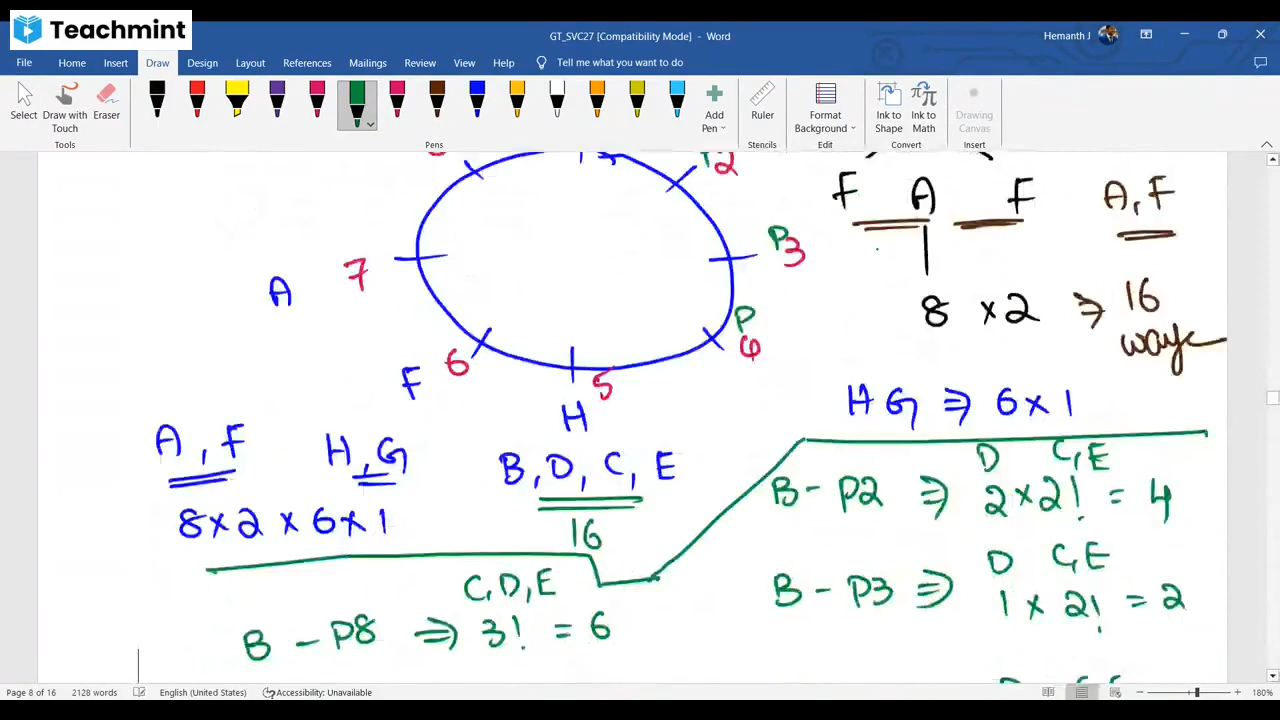 Teachmint
GT_SVC27 [Compatibility Mode] - Word
Hemanth J
File Home Insert Draw Design Layout References Mailings Review View Help Tell me what you want to do
Select
Draw with Touch
Eraser
Add Pen
Ruler
Format Background
Ink to Shape
Ink to Math
Drawing Canvas
Tools
Pens
Stencils
Edit
Convert
Insert
2
F A F A, F
P3
A 7
8 × 2 ⇒ 16 ways
P
6
F 6
5
H
HG ⇒ 6 × 1
A, F H, G B, D, C, E
8 × 2 × 6 × 1 16
D C, E
B - P2 ⇒ 2 × 2! = 4
D C, E
B - P3 ⇒ 1 × 2! = 2
C, D, E
B - P8 ⇒ 3! = 6
Page 8 of 16 2128 words English (United States) Accessibility: Unavailable 180%